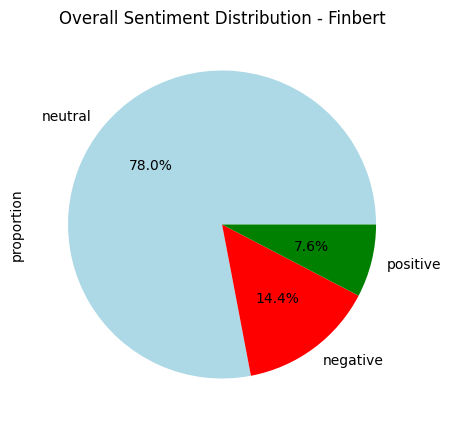 Overall Sentiment Distribution - Finbert
neutral
78.0%
proportion
7.6%
positive
14.4%
negative